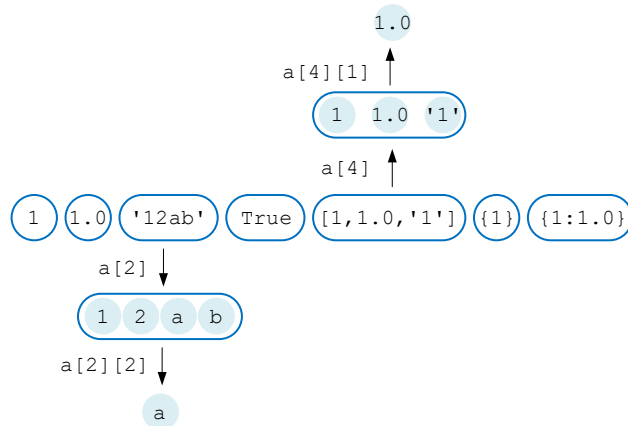 1.0
a[4][1]
1 1.0 '1'
a[4]
1 1.0 '12ab' True [1,1.0,'1'] {1} {1:1.0}
a[2]
1 2 a b
a[2][2]
a